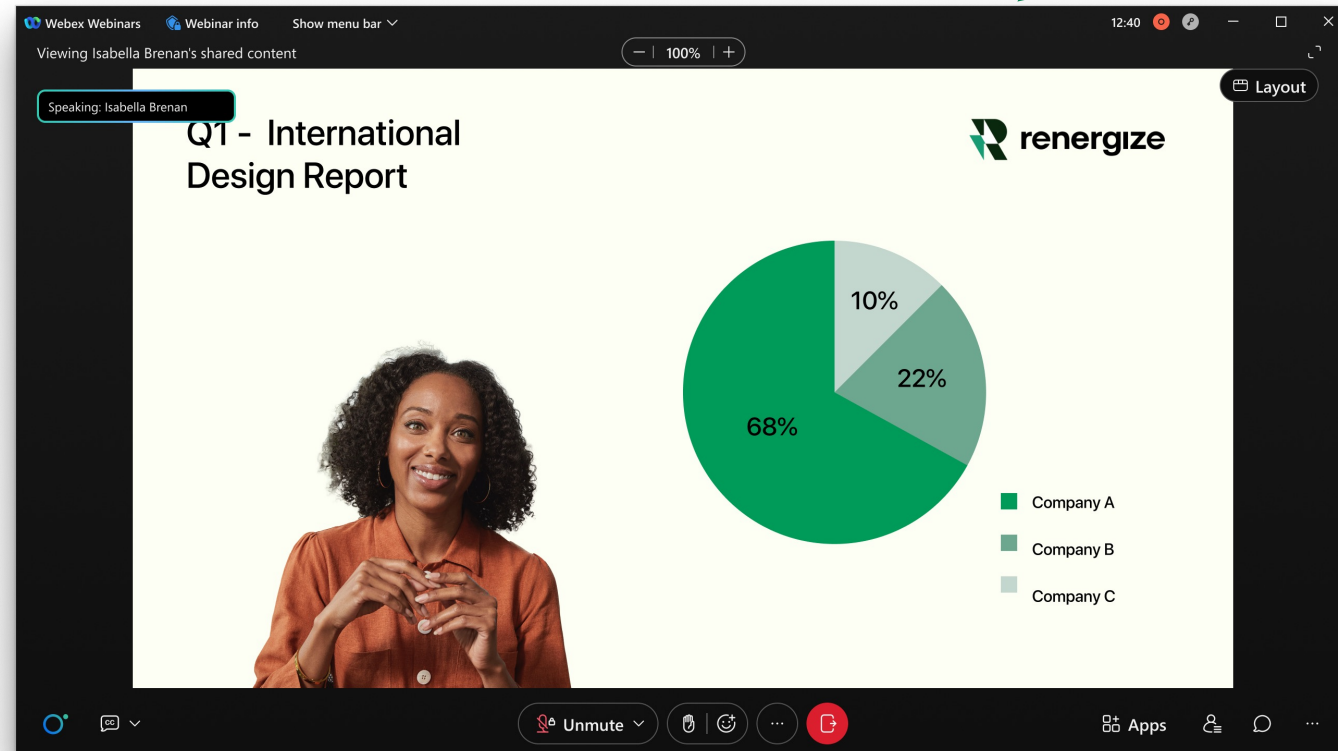 Webex Webinars Webinar info Show menu bar 12:40
Viewing Isabella Brenan's shared content 100%
Layout
Speaking: Isabella Brenan
Q1 - International
Design Report
renergize
10%
22%
68%
Company A
Company B
Company C
CC Unmute Apps